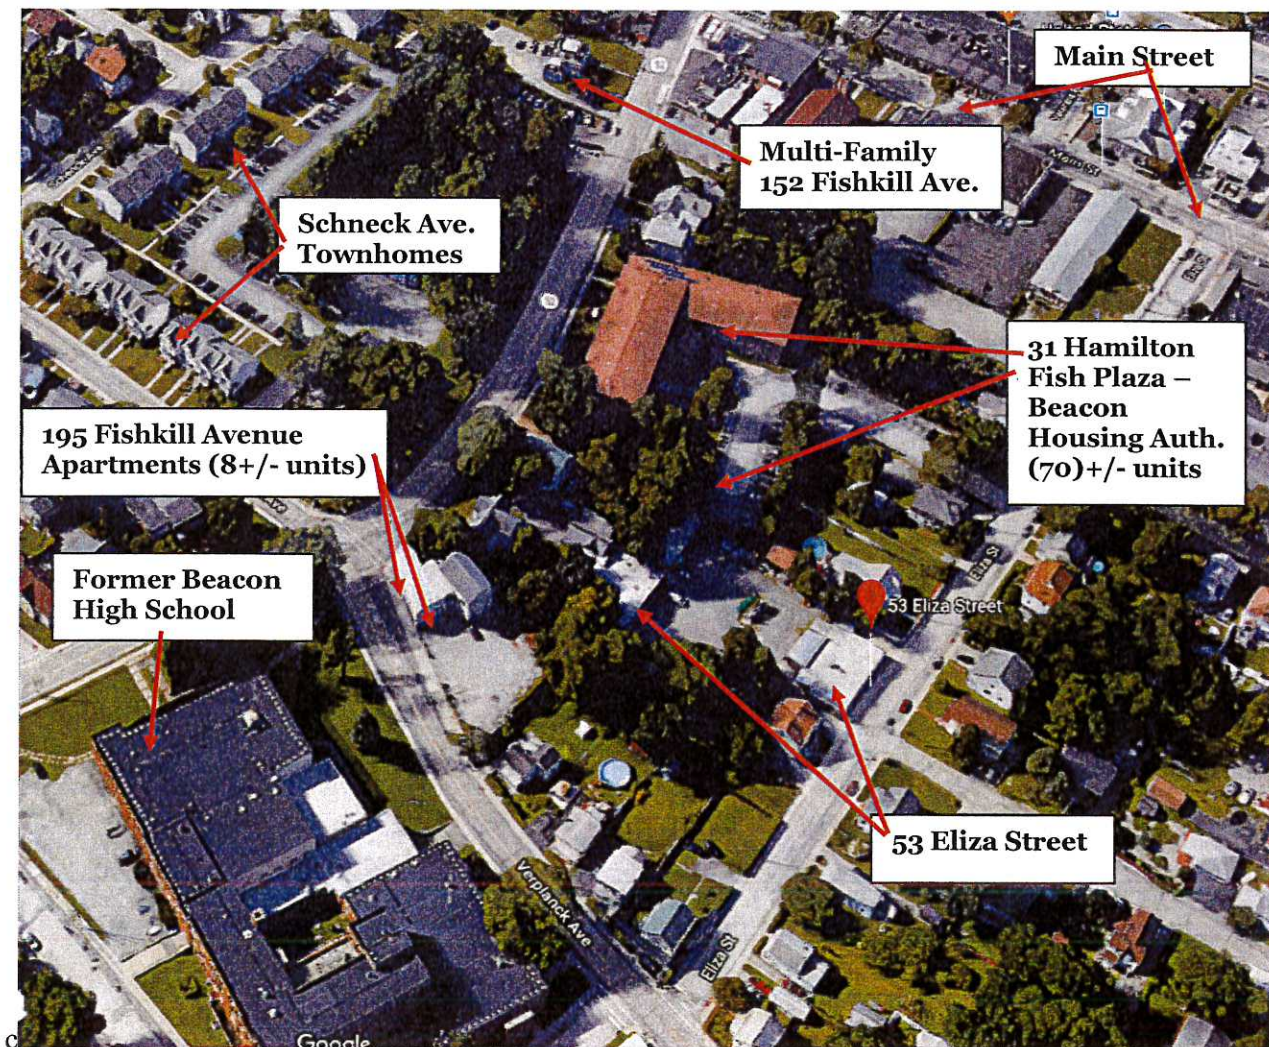 Main Street
Multi-Family
152 Fishkill Ave.
Main St
Schneck Ave.
Townhomes
31 Hamilton
Fish Plaza –
Beacon
Housing Auth.
(70)+/- units
195 Fishkill Avenue
Apartments (8+/- units)
Eliza St
Former Beacon
High School
53 Eliza Street
53 Eliza Street
Verplanck Ave
Eliza St
Google
c